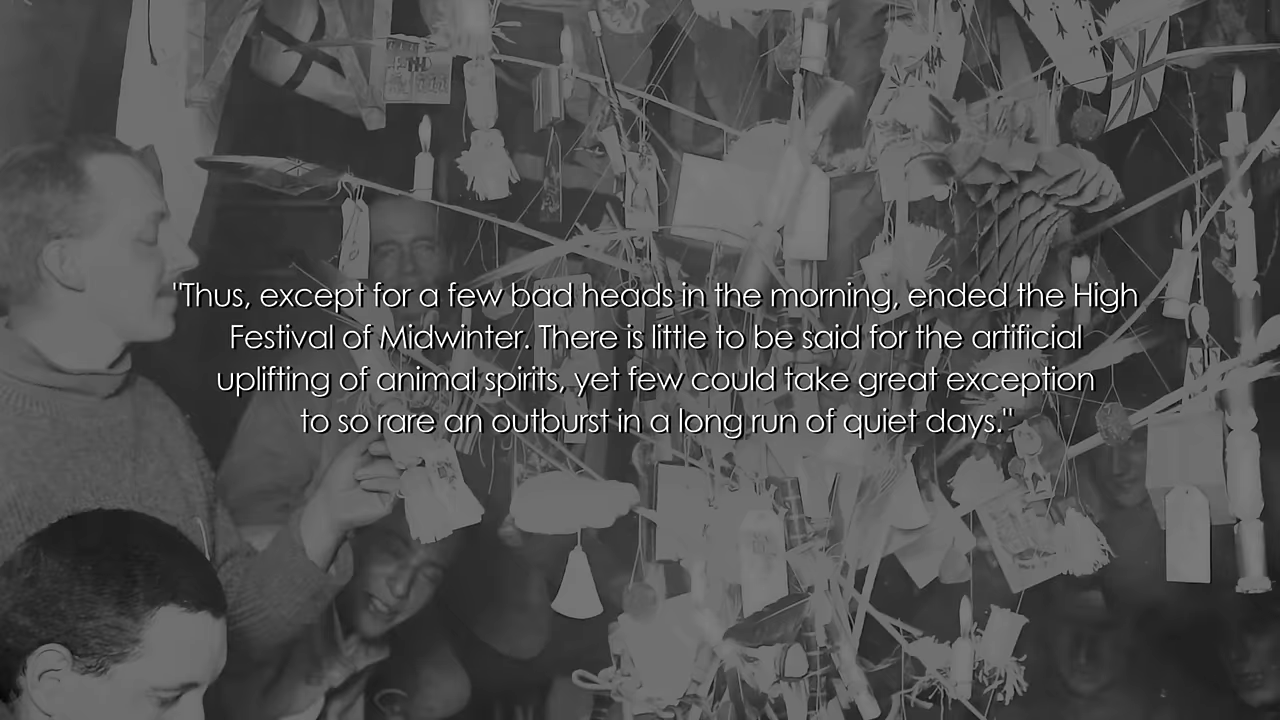 "Thus, except for a few bad heads in the morning, ended the High
Festival of Midwinter. There is little to be said for the artificial
uplifting of animal spirits, yet few could take great exception
to so rare an outburst in a long run of quiet days."